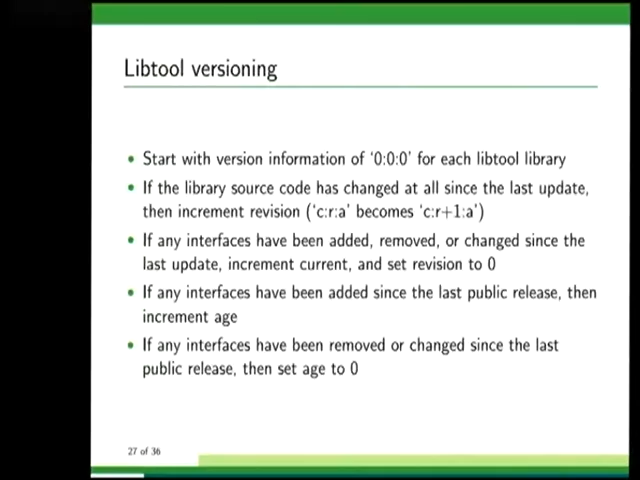 Libtool versioning
• Start with version information of '0:0:0' for each libtool library
• If the library source code has changed at all since the last update,
then increment revision ('c:r:a' becomes 'c:r+1:a')
• If any interfaces have been added, removed, or changed since the
last update, increment current, and set revision to 0
• If any interfaces have been added since the last public release, then
increment age
• If any interfaces have been removed or changed since the last
public release, then set age to 0
27 of 36